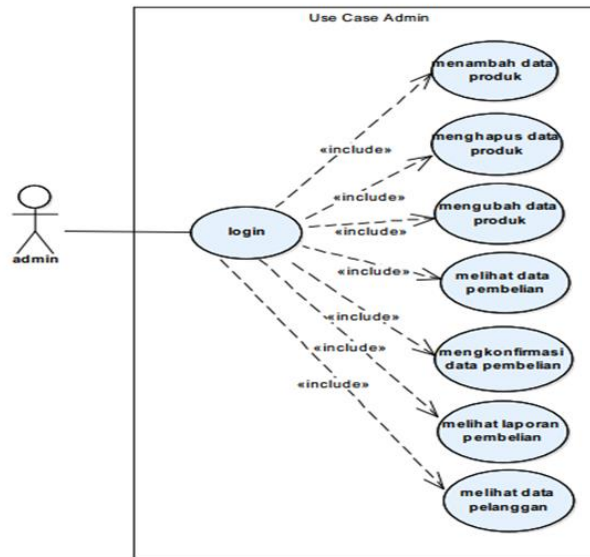 Use Case Admin
menambah data
produk
«include»
menghapus data
produk
«include»
mengubah data
produk
«include»
login
admin
«include»
melihat data
pembelian
«include»
mengkonfirmasi
data pembelian
«include»
melihat laporan
pembelian
«include»
melihat data
pelanggan